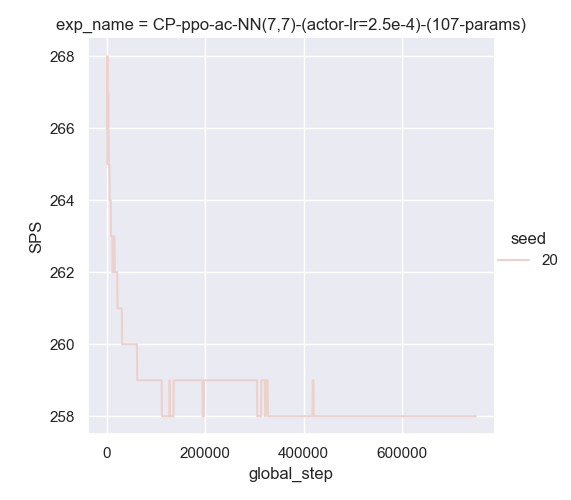 exp_name = CP-ppo-ac-NN(7,7)-(actor-lr=2.5e-4)-(107-params)
268
266
264
262
260
258
SPS
0 200000 400000 600000
global_step
seed
20